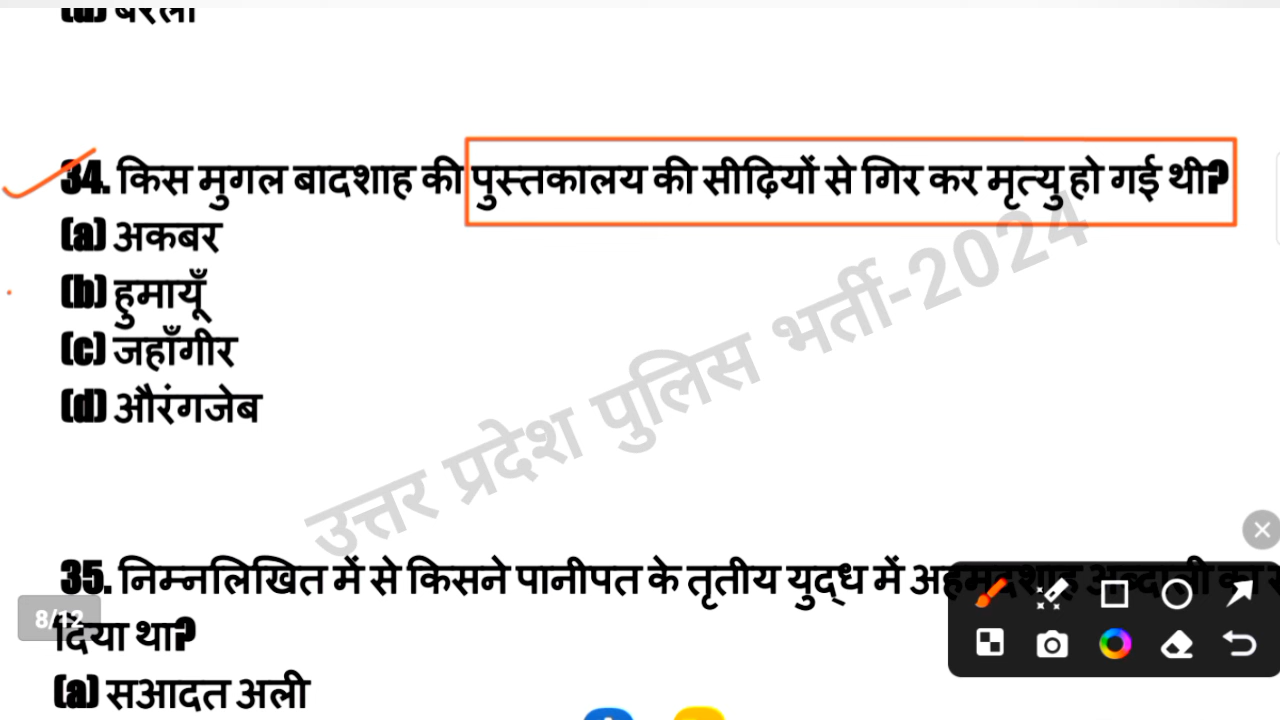 34. किस मुगल बादशाह की पुस्तकालय की सीढ़ियों से गिर कर मृत्यु हो गई थी?
(a) अकबर
(b) हुमायूँ
(c) जहाँगीर
(d) औरंगजेब
उत्तर प्रदेश पुलिस भर्ती-2024
35. निम्नलिखित में से किसने पानीपत के तृतीय युद्ध में अहमदशाह अब्दाली का
8/12
दिया था?
(a) सआदत अली